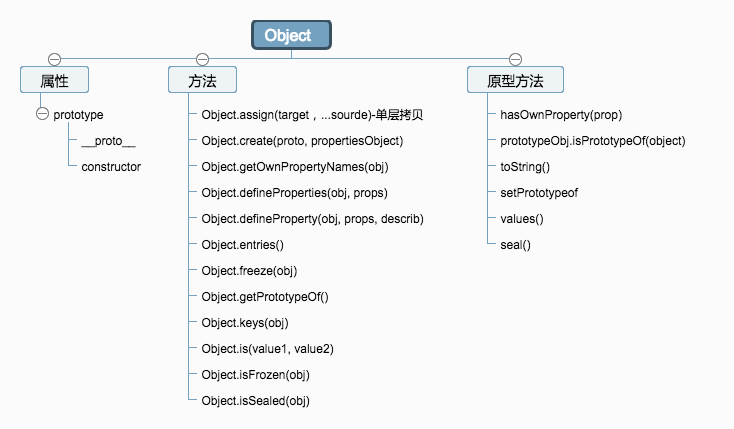 Object
属性
prototype
__proto__
constructor
方法
Object.assign(target，...sourde)-单层拷贝
Object.create(proto, propertiesObject)
Object.getOwnPropertyNames(obj)
Object.defineProperties(obj, props)
Object.defineProperty(obj, props, describ)
Object.entries()
Object.freeze(obj)
Object.getPrototypeOf()
Object.keys(obj)
Object.is(value1, value2)
Object.isFrozen(obj)
Object.isSealed(obj)
原型方法
hasOwnProperty(prop)
prototypeObj.isPrototypeOf(object)
toString()
setPrototypeof
values()
seal()